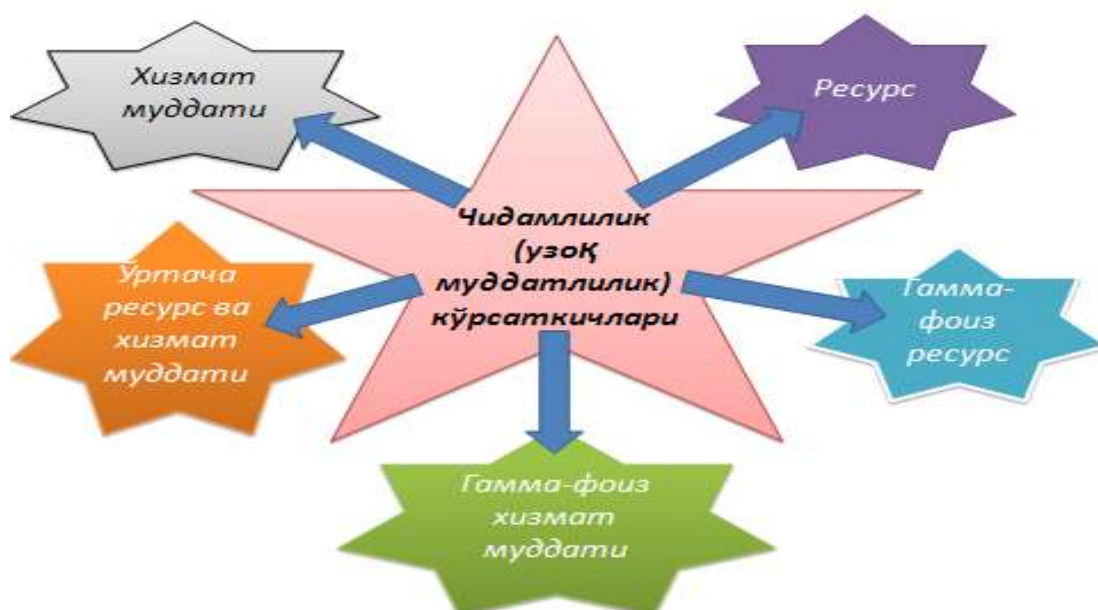 Хизмат
муддати
Ресурс
Чидамлилик
(узоқ
муддатлилик)
кўрсаткичлари
Ўртача
ресурс ва
хизмат
муддати
Гамма-
фоиз
ресурс
Гамма-фоиз
хизмат
муддати